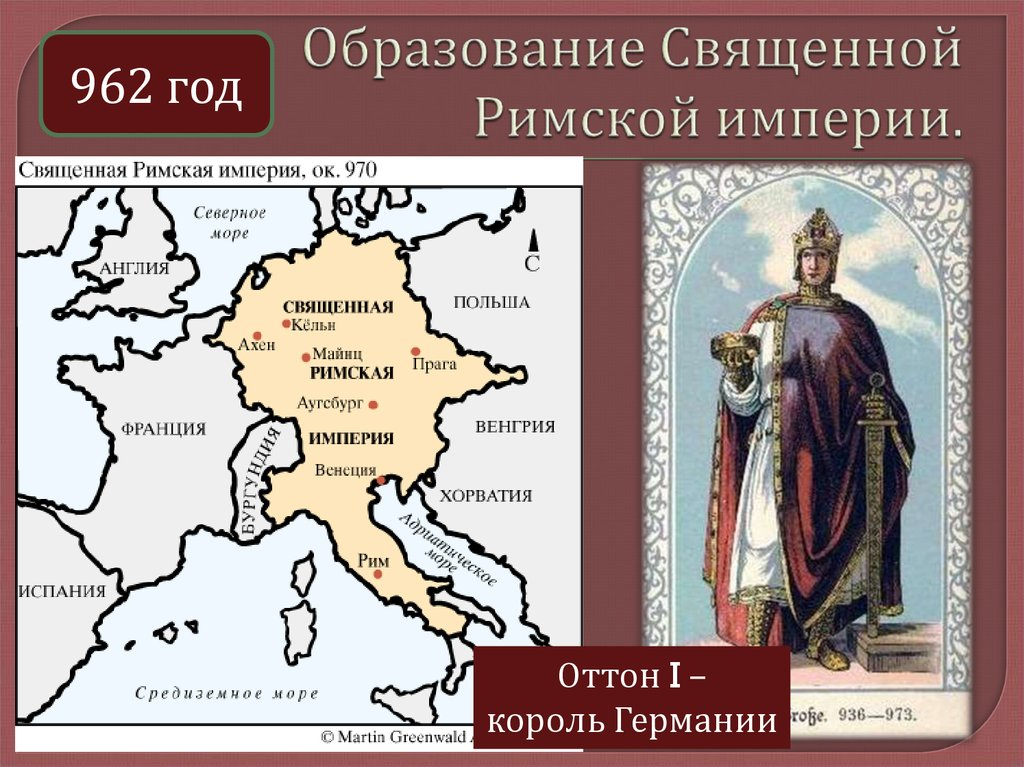 962 год
Образование Священной
Римской империи.
Священная Римская империя, ок. 970
Северное
море
С
АНГЛИЯ
ПОЛЬША
СВЯЩЕННАЯ
Кёльн
Ахен
Майнц
Прага
РИМСКАЯ
Аугсбург
ФРАНЦИЯ
ВЕНГРИЯ
ИМПЕРИЯ
БУРГУНДИЯ
Венеция
ХОРВАТИЯ
Адриатическое
море
Рим
ИСПАНИЯ
Средиземное море
© Martin Greenwald
Оттон I –
король Германии
936—973.